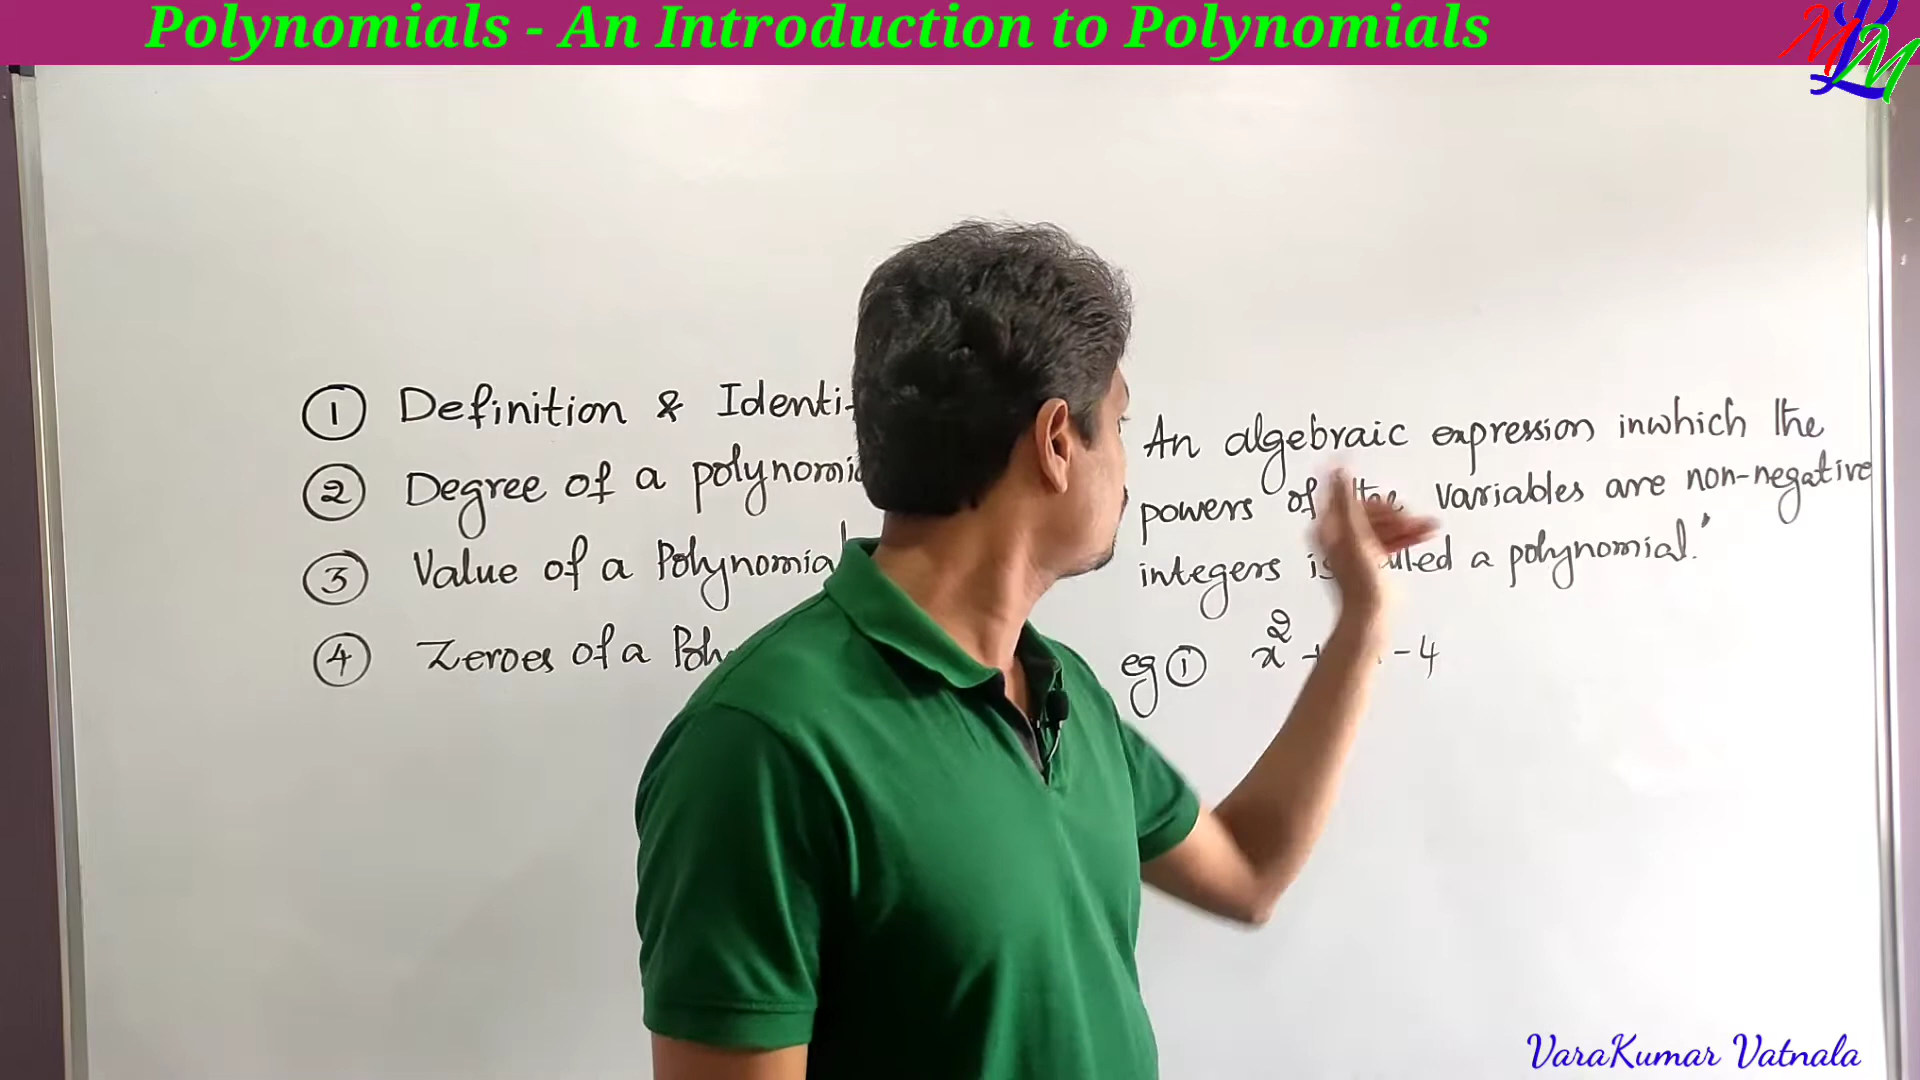 Polynomials - An Introduction to Polynomials
MLM
① Definition & Identi
② Degree of a polynomi
③ Value of a Polynomial
④ Zeroes of a Poly
An algebraic expression inwhich the
powers of the variables are non-negative
integers is called a polynomial.'
eg ① x² + - 4
VaraKumar Vatnala